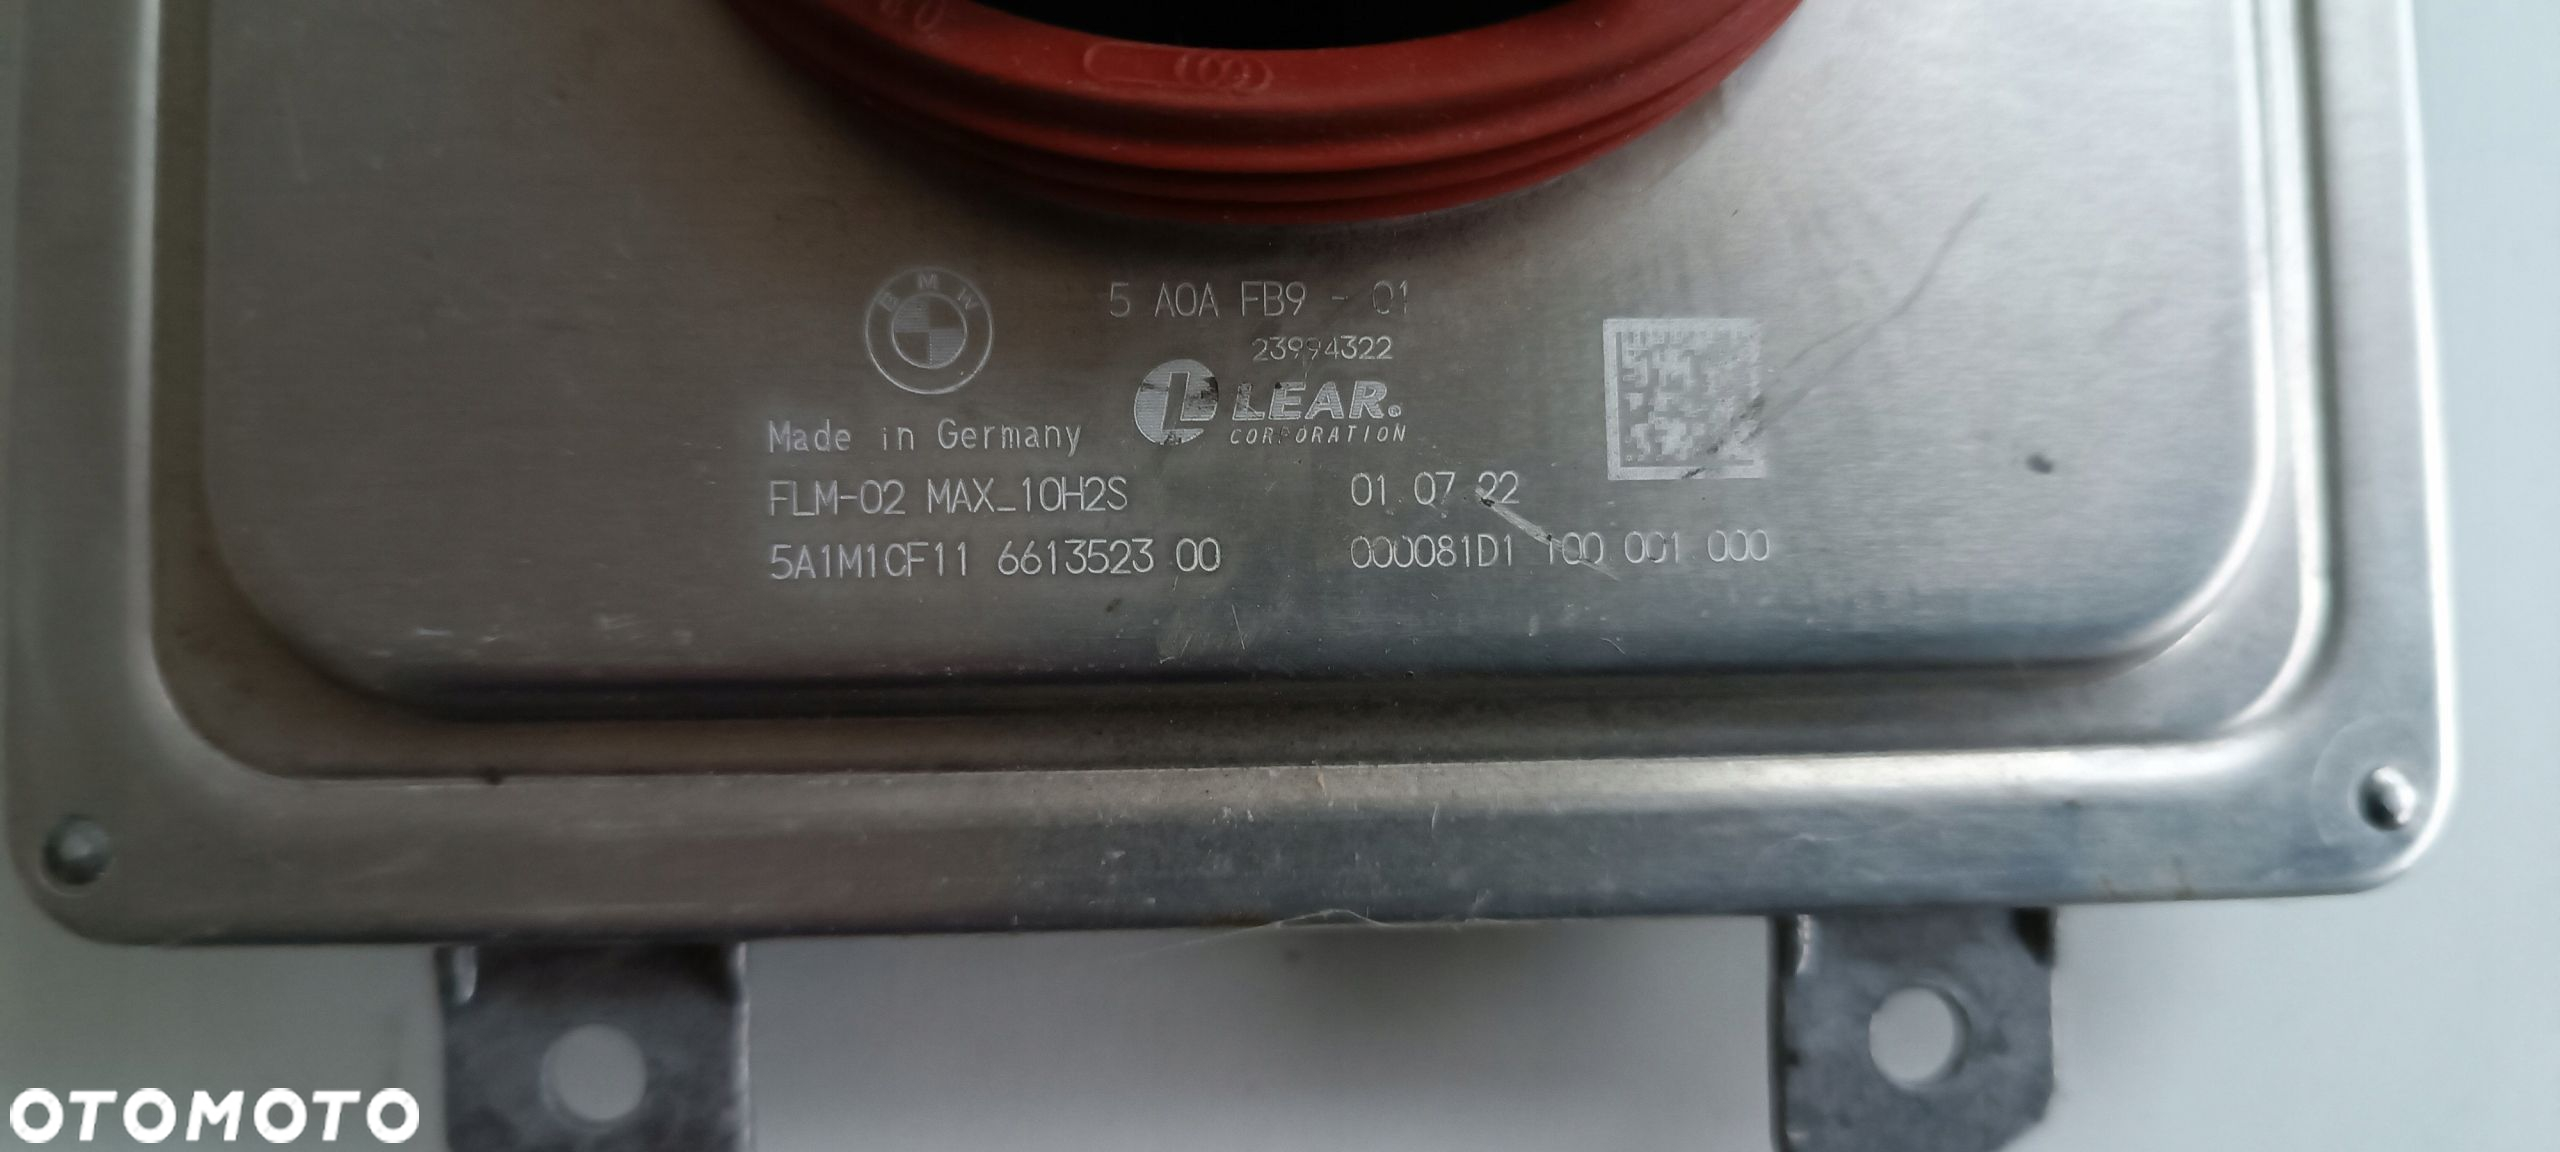 BMW
5 A0A FB9 - 01
23994322
LEAR.
CORPORATION
Made in Germany
FLM-02 MAX_10H2S
01.07.22
5A1M1CF11 6613523 00
000081D1 100.001.000
OTOMOTO